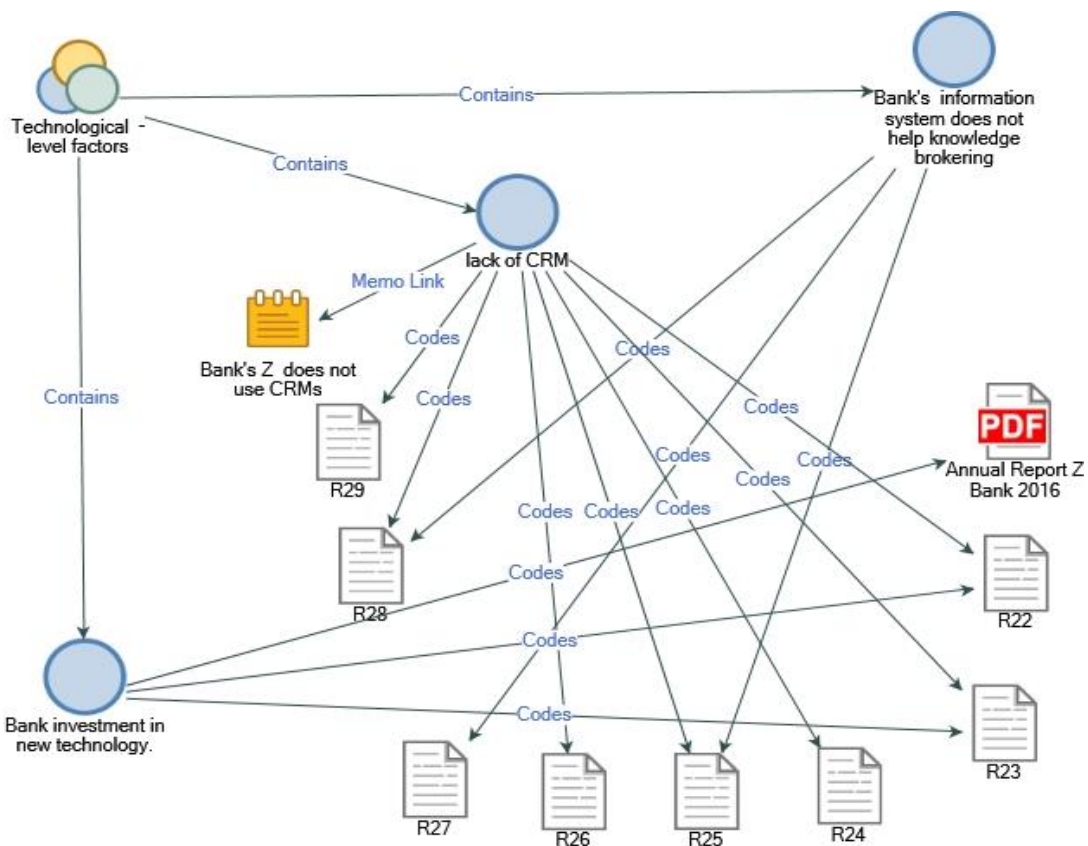 Contains
Technological -
level factors
Bank's information
system does not
help knowledge
brokering
Contains
lack of CRM
Memo Link
Bank's Z does not
use CRMs
Codes
Codes
Codes
Contains
Codes
PDF
Annual Report Z
Bank 2016
R29
Codes
Codes
Codes
Codes
Codes
Codes
Codes
R28
Codes
R22
Codes
Bank investment in
new technology.
Codes
R23
R27
R26
R25
R24